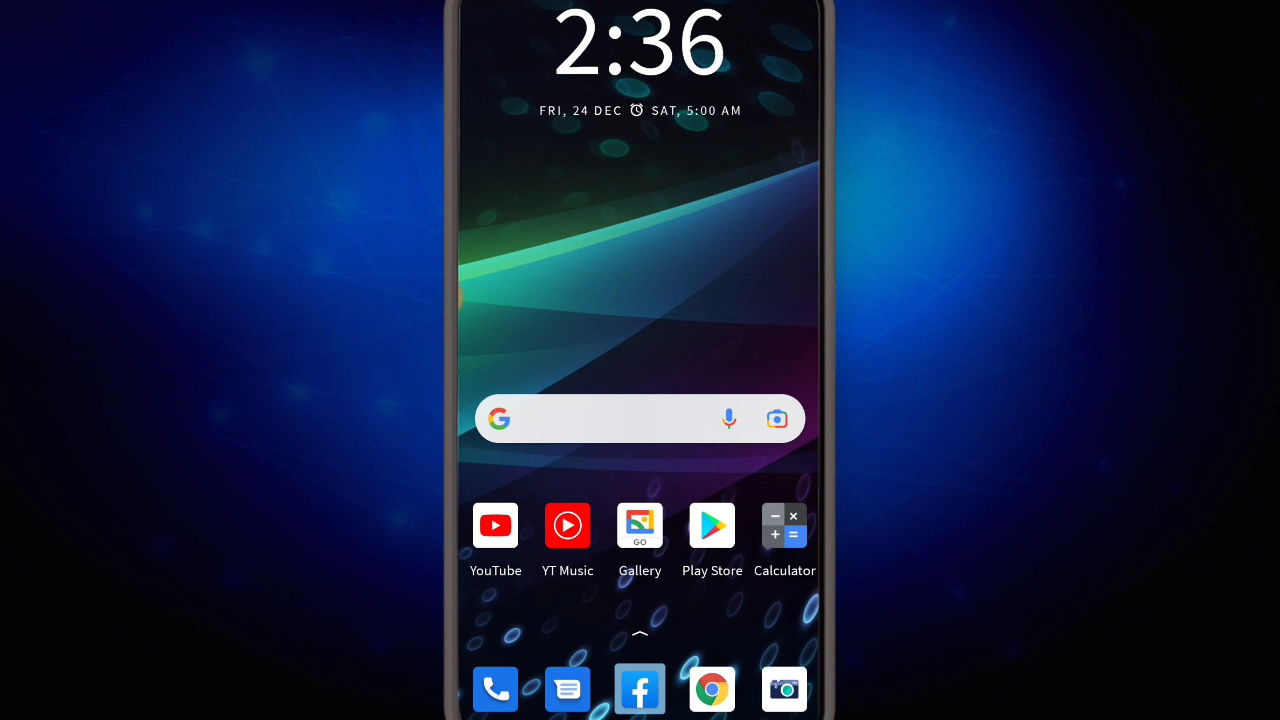 2:36
FRI, 24 DEC SAT, 5:00 AM
GO
YouTube YT Music Gallery Play Store Calculator